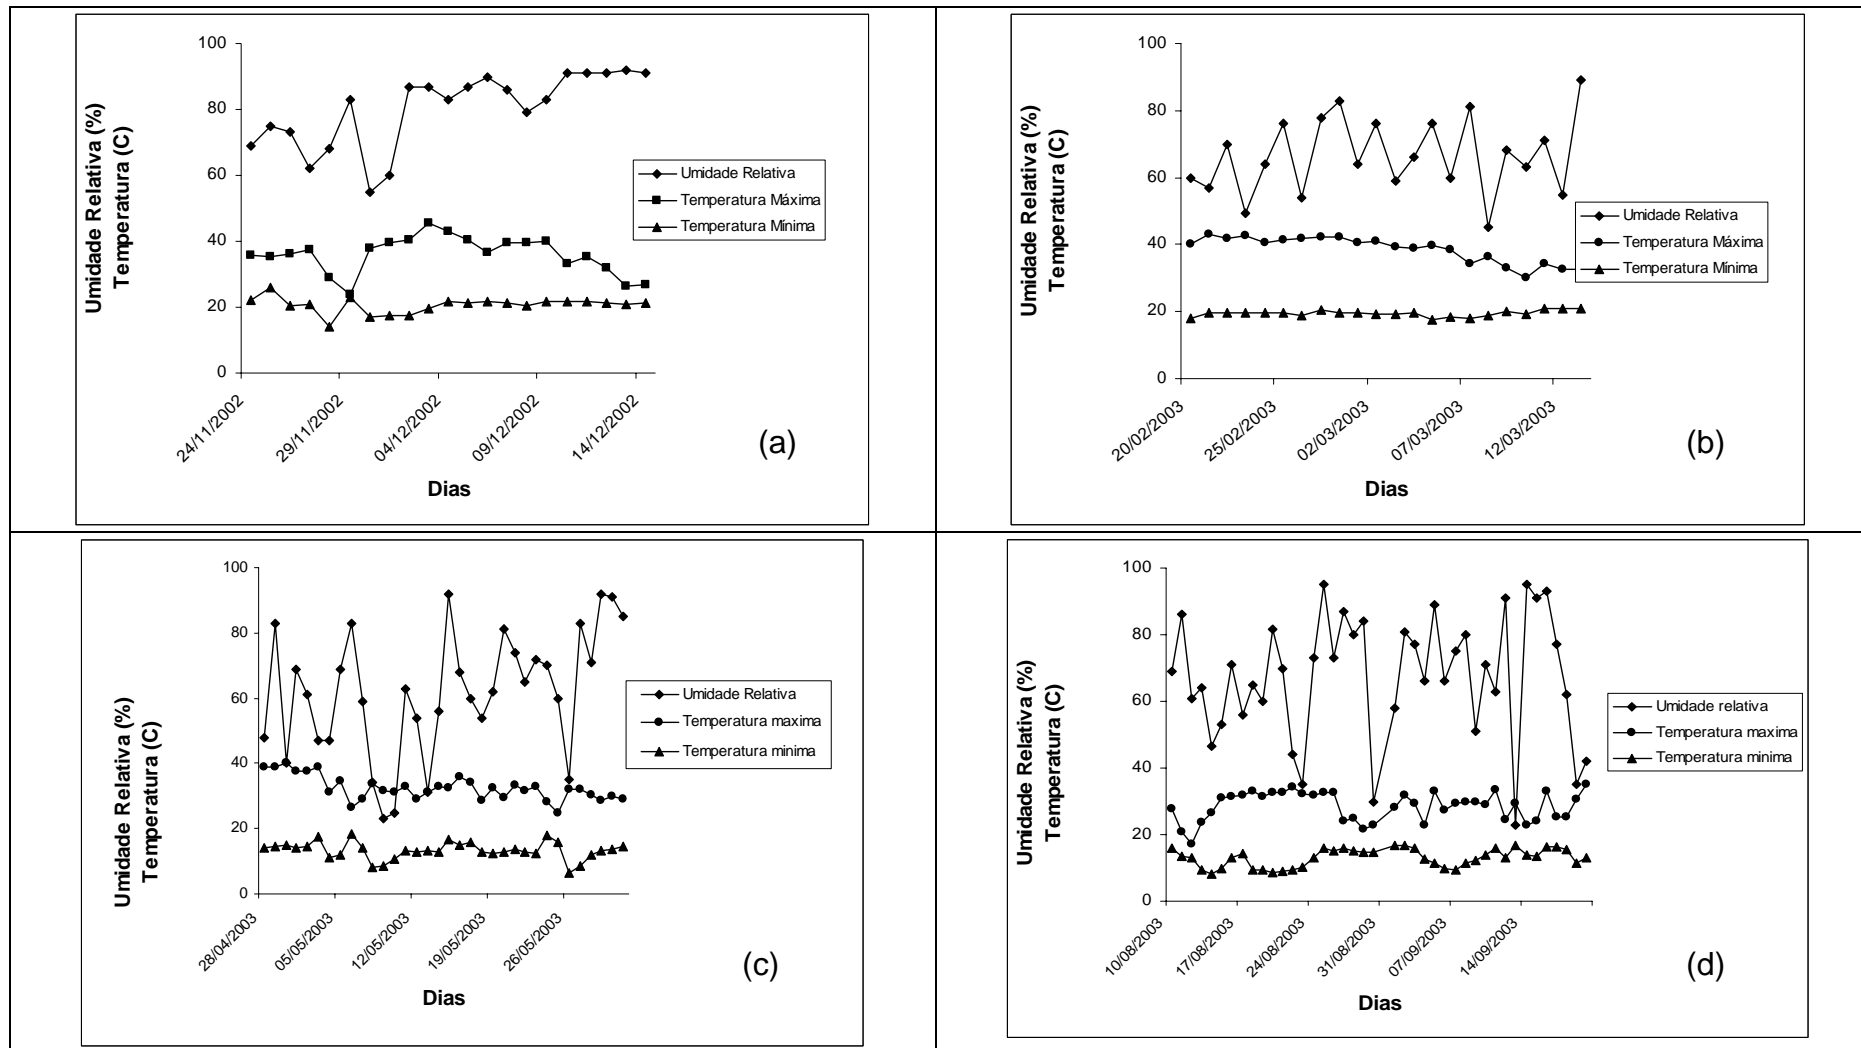 100
80
60
40
20
0
Umidade Relativa (%)
Temperatura (C)
24/11/2002
29/11/2002
04/12/2002
09/12/2002
14/12/2002
Dias
Umidade Relativa
Temperatura Máxima
Temperatura Mínima
(a)
100
80
60
40
20
0
Umidade Relativa (%)
Temperatura (C)
20/02/2003
25/02/2003
02/03/2003
07/03/2003
12/03/2003
Dias
Umidade Relativa
Temperatura Máxima
Temperatura Mínima
(b)
100
80
60
40
20
0
Umidade Relativa (%)
Temperatura (C)
28/04/2003
05/05/2003
12/05/2003
19/05/2003
26/05/2003
Dias
Umidade Relativa
Temperatura maxima
Temperatura minima
(c)
100
80
60
40
20
0
Umidade Relativa (%)
Temperatura (C)
10/08/2003
17/08/2003
24/08/2003
31/08/2003
07/09/2003
14/09/2003
Dias
Umidade relativa
Temperatura maxima
Temperatura minima
(d)